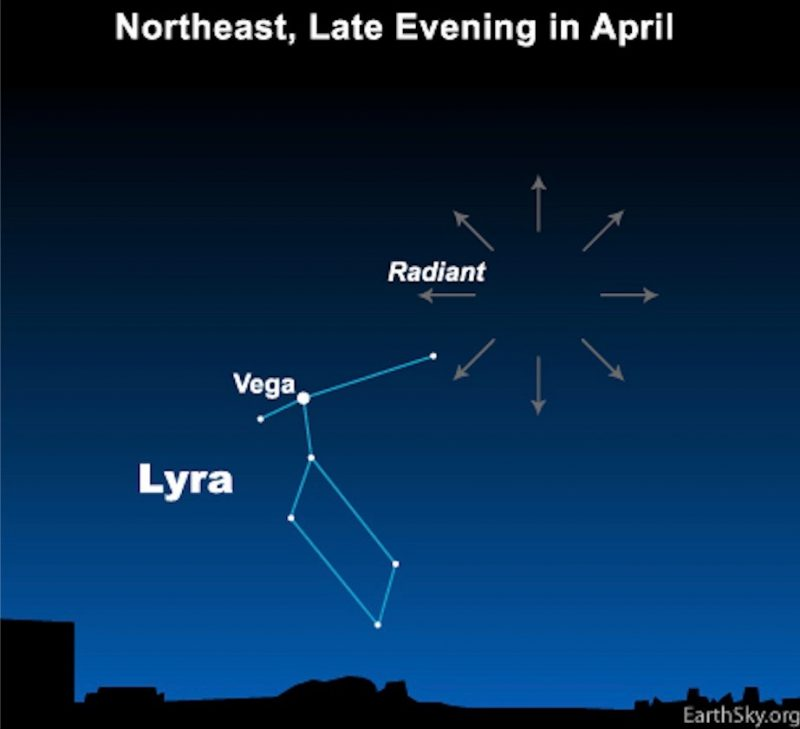 Northeast, Late Evening in April
Radiant
Vega
Lyra
EarthSky.org